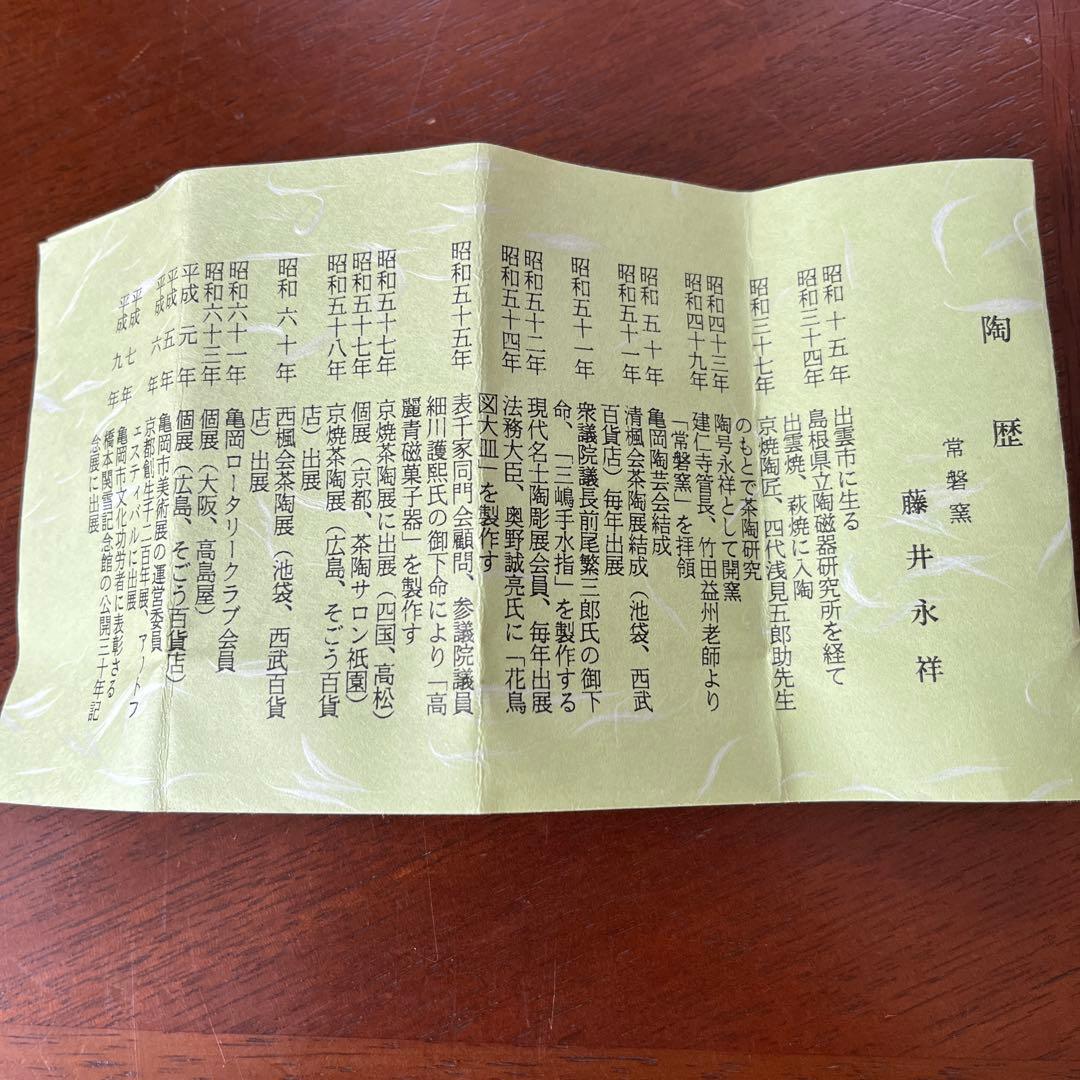 陶歴
常磐窯
藤井永祥
昭和十五年 出雲市に生る
昭和三十四年 島根県立陶磁器研究所を経て
出雲焼、萩焼に入陶
昭和三十七年 京焼陶匠、四代浅見五郎助先生
のもとで茶陶研究
昭和四十三年 陶号永祥として開窯
昭和四十九年 建仁寺管長、竹田益州老師より
「常磐窯」を拝領
昭和五十年 亀岡陶芸会結成
昭和五十一年 清楓会茶陶展結成（池袋、西武
百貨店）毎年出展
昭和五十一年 衆議院議長前尾繁三郎氏の御下
命、「三嶋手水指」を製作する
昭和五十二年 現代名士陶彫展会員、毎年出展
昭和五十四年 法務大臣、奥野誠亮氏に「花鳥
図大皿」を製作す
昭和五十五年 表千家同門会顧問、参議院議員
細川護熙氏の御下命により「高
麗青磁菓子器」を製作す
昭和五十七年 京焼茶陶展に出展（四国、高松）
昭和五十七年 個展（京都、茶陶サロン祇園）
昭和五十八年 京焼茶陶展（広島、そごう百貨
店）出展
昭和六十年 西楓会茶陶展（池袋、西武百貨
店）出展
昭和六十一年 亀岡ロータリークラブ会員
昭和六十三年 個展（大阪、高島屋）
平成元年 個展（広島、そごう百貨店）
平成五年 亀岡市美術展の運営委員
平成六年 京都創生千二百年展、アートフ
ェスティバルに出展
平成七年 亀岡市文化功労者に表彰さる
平成九年 橋本関雪記念館の公開三十年記
念展に出展